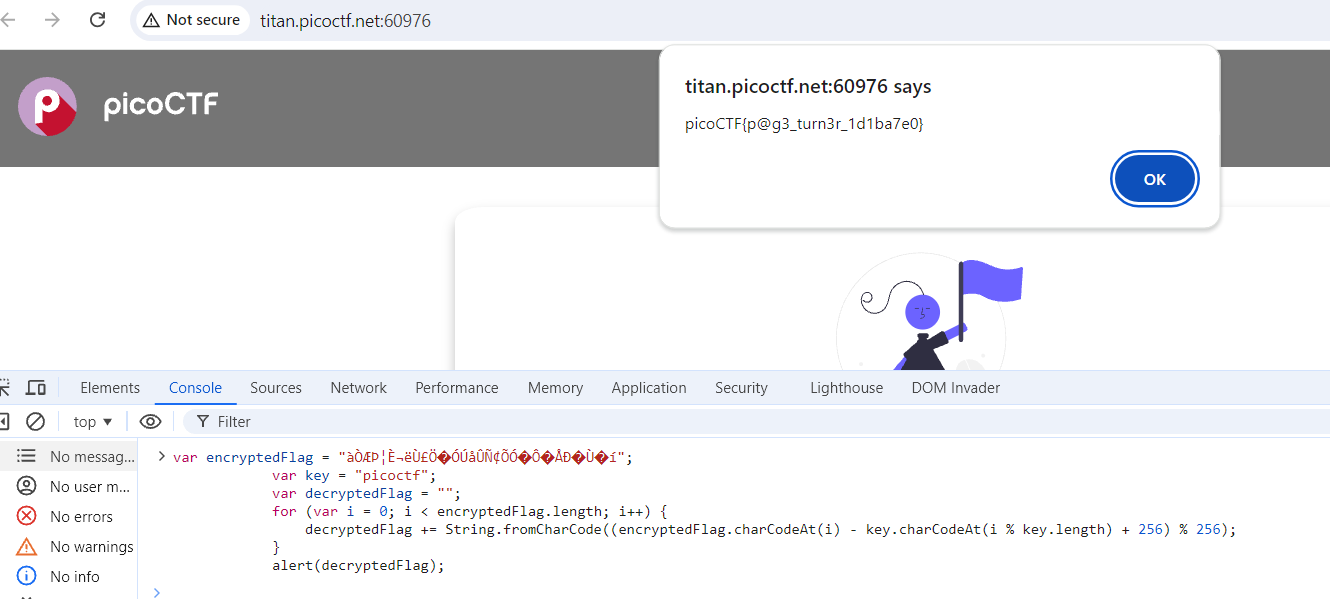 Not secure titan.picoctf.net:60976
picoCTF
titan.picoctf.net:60976 says
picoCTF{p@g3_turn3r_1d1ba7e0}
OK
Elements Console Sources Network Performance Memory Application Security Lighthouse DOM Invader
top ▼ Filter
No messag...
No user m...
No errors
No warnings
No info
> var encryptedFlag = "àÒÆÞ¦È¬ëÙ£Ö�ÓÚåÛÑ¢ÕÓ�Ô�ÅÐ�Ù�í";
var key = "picoctf";
var decryptedFlag = "";
for (var i = 0; i < encryptedFlag.length; i++) {
decryptedFlag += String.fromCharCode((encryptedFlag.charCodeAt(i) - key.charCodeAt(i % key.length) + 256) % 256);
}
alert(decryptedFlag);
>